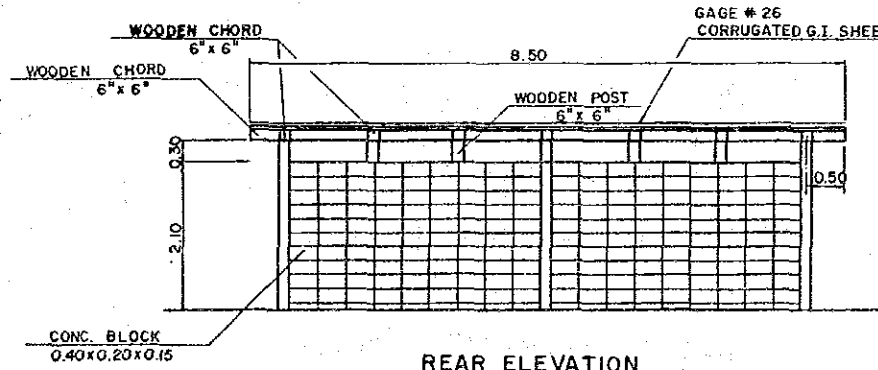 GAGE # 26
WOODEN CHORD
6" x 6"
CORRUGATED G.I. SHEE
8.50
WOODEN CHORD
6" x 6"
WOODEN POST
6" x 6"
0.30
0.50
2.10
CONC. BLOCK
0.40x0.20x0.15
REAR ELEVATION